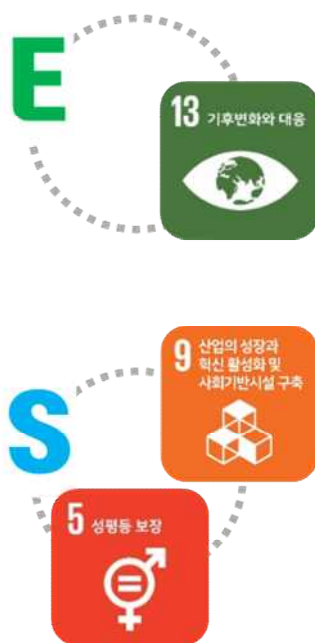 E
13 기후변화와 대응
9 산업의 성장과
혁신 활성화 및
사회기반시설 구축
S
5 성평등 보장